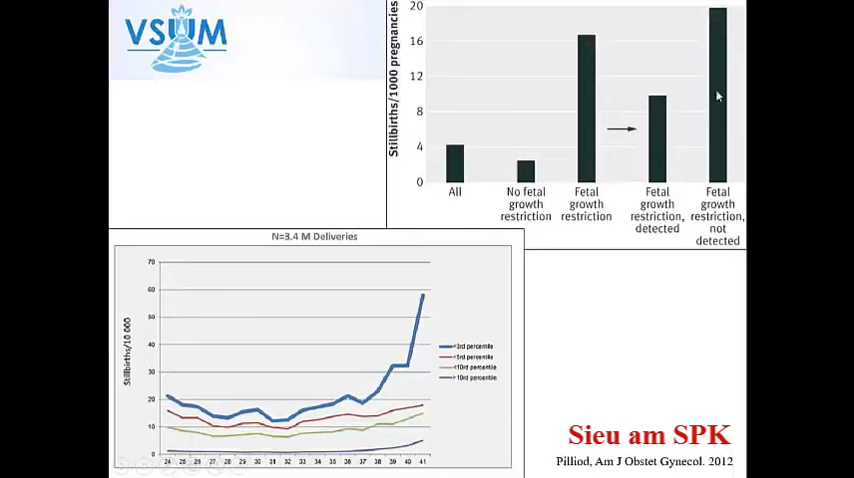 VSUM
Stillbirths/1000 pregnancies
20
16
12
8
4
0
All
No fetal
growth
restriction
Fetal
growth
restriction
Fetal
growth
restriction,
detected
Fetal
growth
restriction,
not
detected
N=3.4 M Deliveries
Stillbirths/10 000
70
60
50
40
30
20
10
0
24 25 26 27 28 29 30 31 32 33 34 35 36 37 38 39 40 41
<3rd percentile
<5th percentile
<10th percentile
>10th percentile
Sieu am SPK
Pilliod, Am J Obstet Gynecol. 2012